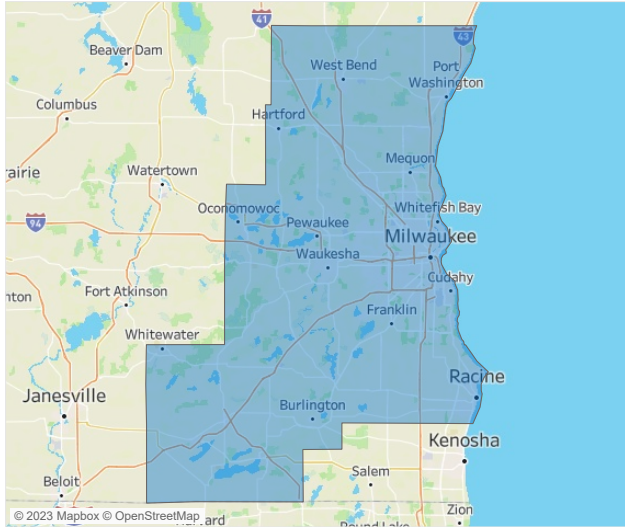 41
43
Beaver Dam
West Bend
Port
Washington
Columbus
Hartford
Mequon
rairie
Watertown
Oconomowoc
Whitefish Bay
94
Pewaukee
Milwaukee
Waukesha
Cudahy
nton
Fort Atkinson
Franklin
Whitewater
Racine
Janesville
Burlington
Kenosha
Salem
Beloit
Zion
© 2023 Mapbox © OpenStreetMap